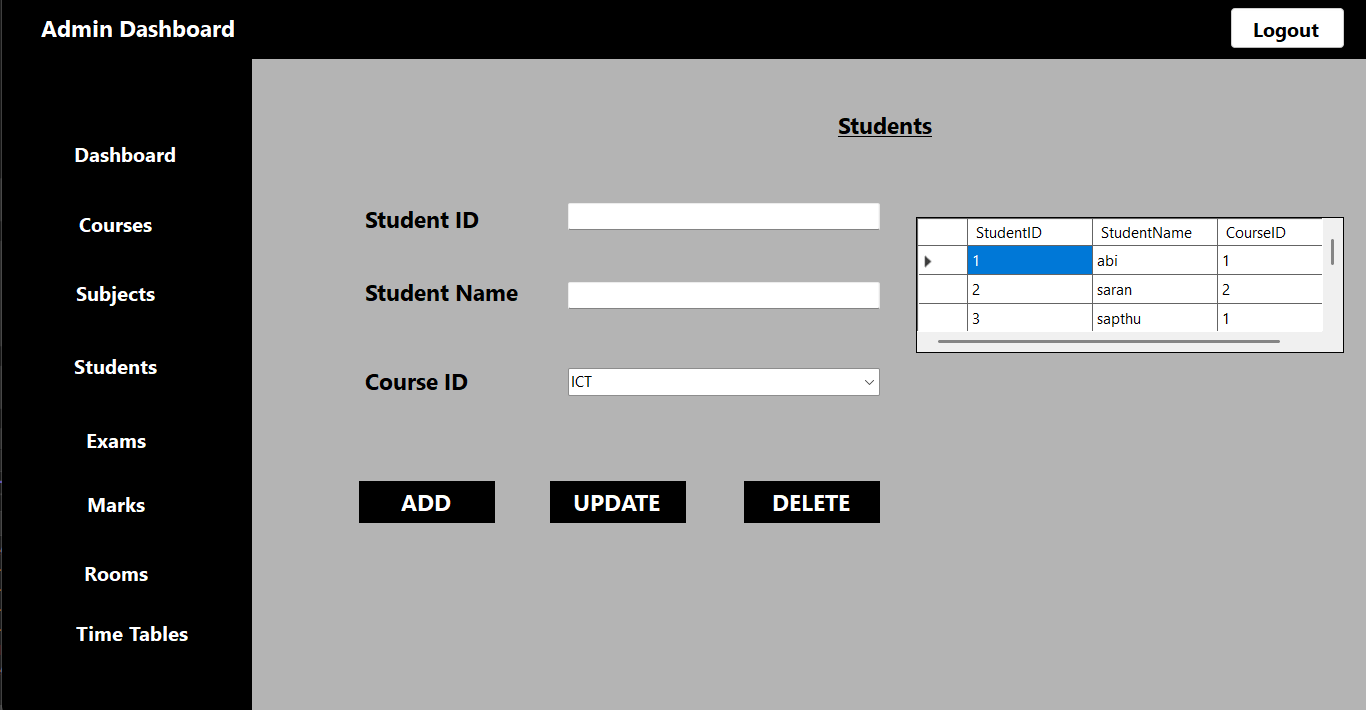 Admin Dashboard
Logout
Dashboard
Courses
Subjects
Students
Exams
Marks
Rooms
Time Tables
Students
Student ID
Student Name
Course ID
ICT
ADD UPDATE DELETE
StudentID StudentName CourseID
1 abi 1
2 saran 2
3 sapthu 1